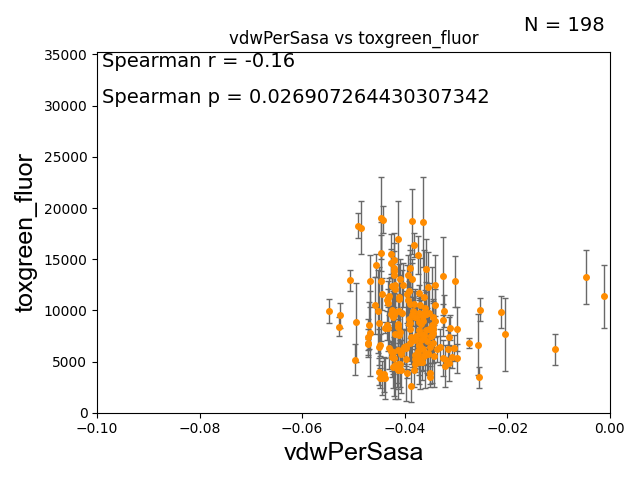 N = 198
vdwPerSasa vs toxgreen_fluor
Spearman r = -0.16
Spearman p = 0.026907264430307342
35000
30000
25000
20000
15000
10000
5000
0
toxgreen_fluor
−0.10 −0.08 −0.06 −0.04 −0.02 0.00
vdwPerSasa